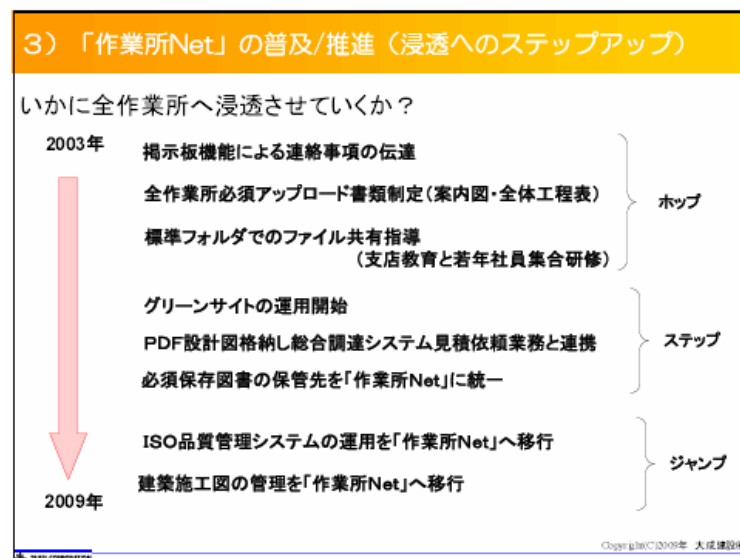 ３）「作業所Net」の普及/推進（浸透へのステップアップ）
いかに全作業所へ浸透させていくか？
2003年
掲示板機能による連絡事項の伝達
全作業所必須アップロード書類制定（案内図・全体工程表）
標準フォルダでのファイル共有指導
（支店教育と若年社員集合研修）
ホップ
グリーンサイトの運用開始
PDF設計図格納し総合調達システム見積依頼業務と連携
必須保存図書の保管先を「作業所Net」に統一
ステップ
ISO品質管理システムの運用を「作業所Net」へ移行
建築施工図の管理を「作業所Net」へ移行
ジャンプ
2009年
Copyright(C)2009年 大成建設